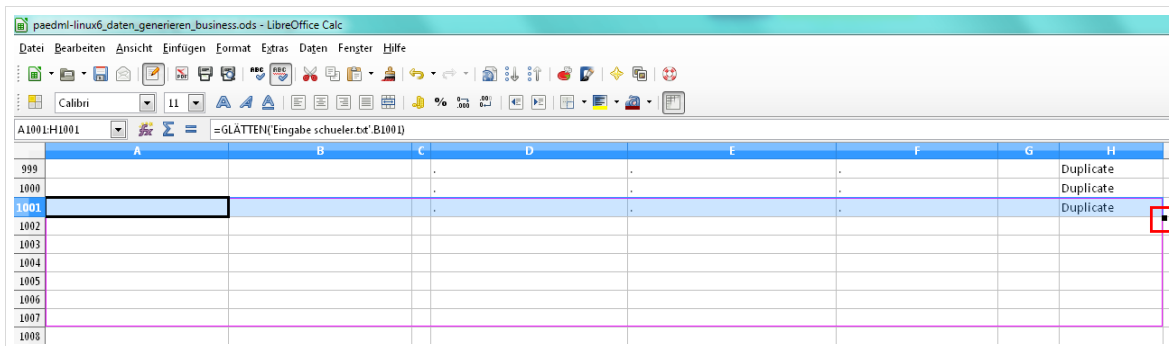 paedml-linux6_daten_generieren_business.ods - LibreOffice Calc
Datei Bearbeiten Ansicht Einfügen Format Extras Daten Fenster Hilfe
Calibri 11
A1001:H1001 =GLÄTTEN('Eingabe schueler.txt'.B1001)
A B C D E F G H
999 . . . Duplicate
1000 . . . Duplicate
1001 . . . Duplicate
1002
1003
1004
1005
1006
1007
1008